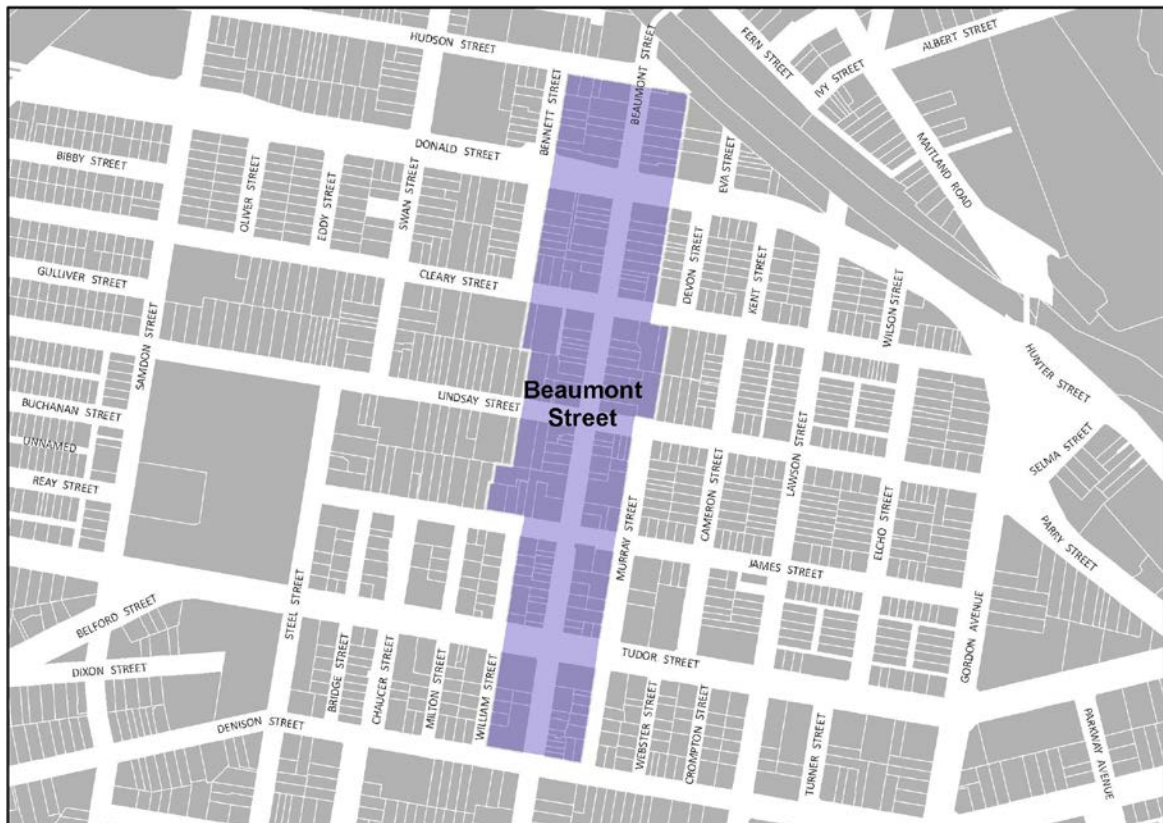 HUDSON STREET
BEAUMONT STREET
FERN STREET
IVY STREET
ALBERT STREET
MAITLAND ROAD
BENNETT STREET
DONALD STREET
BIBBY STREET
OLIVER STREET
EDDY STREET
SWAN STREET
EVA STREET
GULLIVER STREET
CLEARY STREET
DEVON STREET
KENT STREET
WILSON STREET
SAMDON STREET
HUNTER STREET
LINDSAY STREET
Beaumont
Street
BUCHANAN STREET
UNNAMED
REAY STREET
CAMERON STREET
LAWSON STREET
SELMA STREET
ELCHO STREET
MURRAY STREET
JAMES STREET
PARRY STREET
BELFORD STREET
STEEL STREET
DIXON STREET
TUDOR STREET
GORDON AVENUE
BRIDGE STREET
CHAUCER STREET
MILTON STREET
WILLIAM STREET
DENISON STREET
WEBSTER STREET
CROMPTON STREET
TURNER STREET
PARKWAY AVENUE